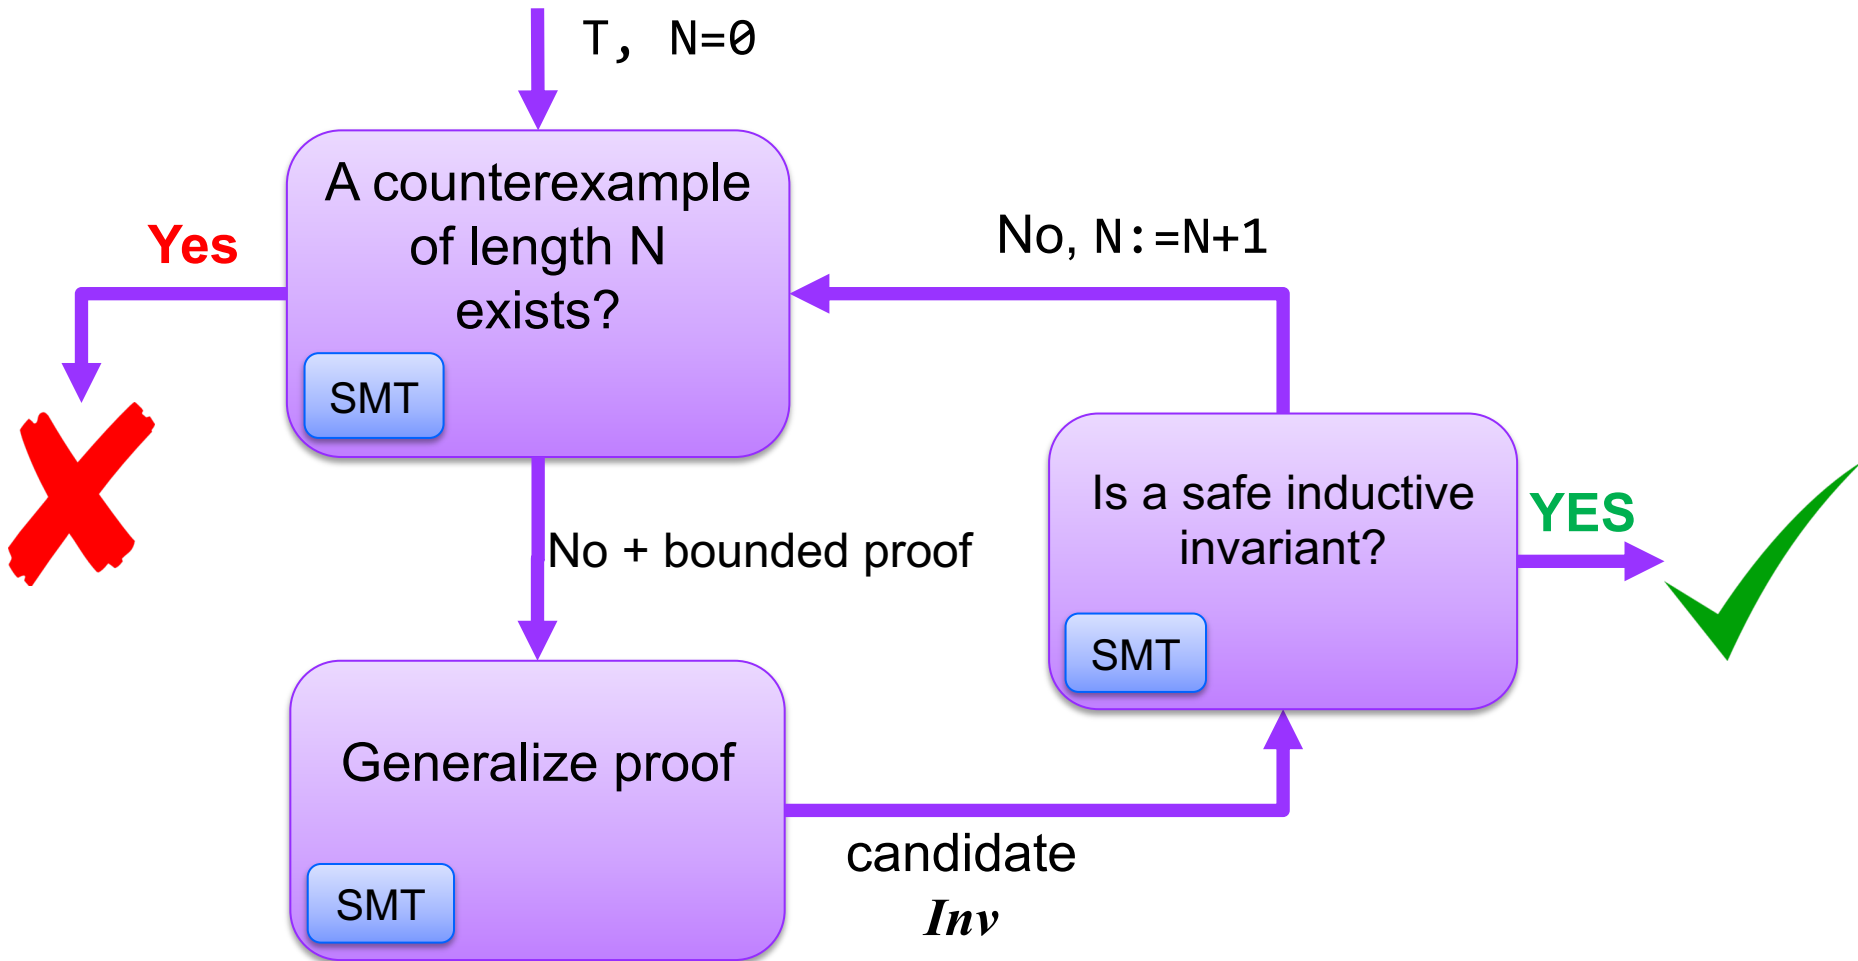 T, N=0
A counterexample
of length N
exists?
SMT
Yes
No, N:=N+1
No + bounded proof
Is a safe inductive
invariant?
SMT
YES
Generalize proof
SMT
candidate
Inv